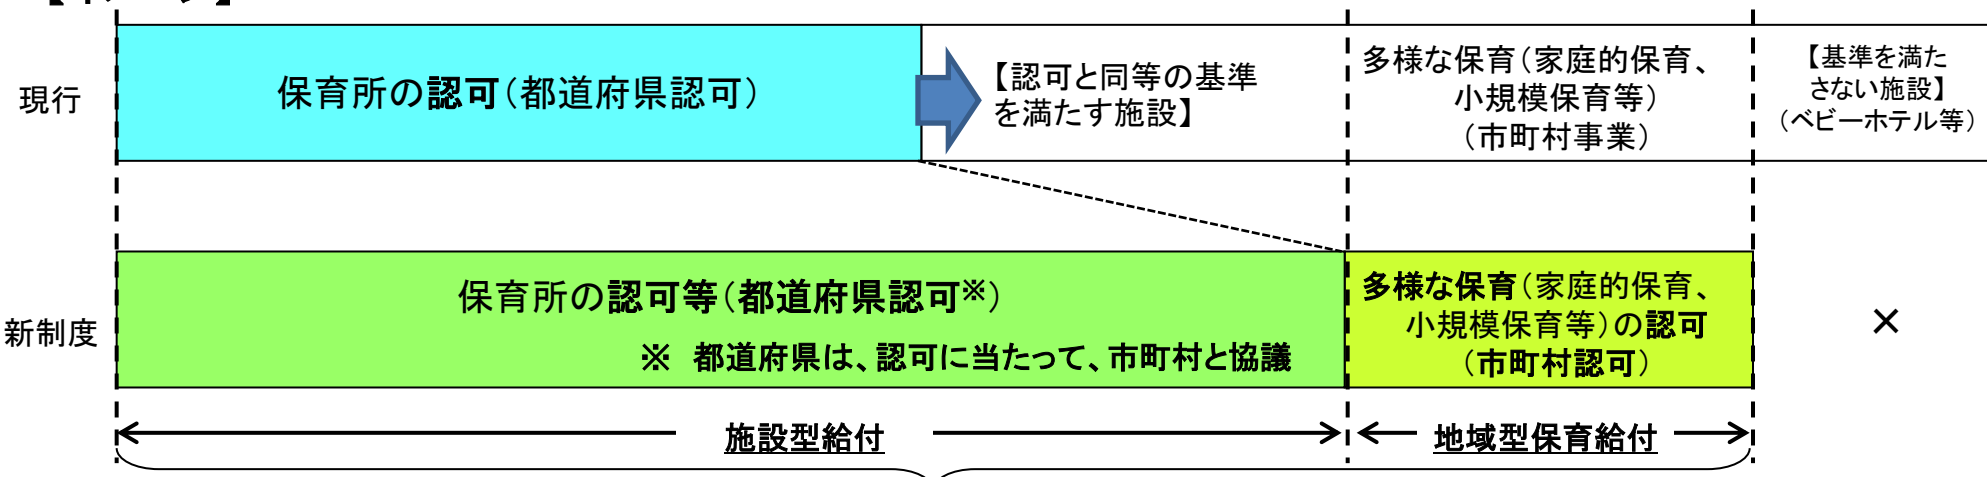 現行
保育所の認可(都道府県認可)
【認可と同等の基準
を満たす施設】
多様な保育(家庭的保育、
小規模保育等)
(市町村事業)
【基準を満た
さない施設】
(ベビーホテル等)
新制度
保育所の認可等(都道府県認可※)
※ 都道府県は、認可に当たって、市町村と協議
多様な保育(家庭的保育、
小規模保育等)の認可
(市町村認可)
×
施設型給付
地域型保育給付